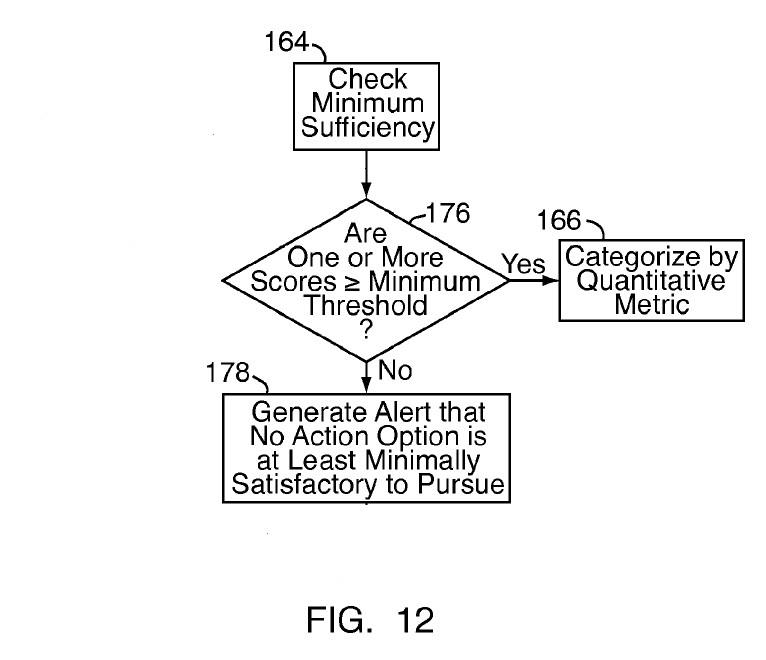 164
Check
Minimum
Sufficiency
176
Are
One or More
Scores ≥ Minimum
Threshold
?
Yes
166
Categorize by
Quantitative
Metric
No
178
Generate Alert that
No Action Option is
at Least Minimally
Satisfactory to Pursue
FIG. 12